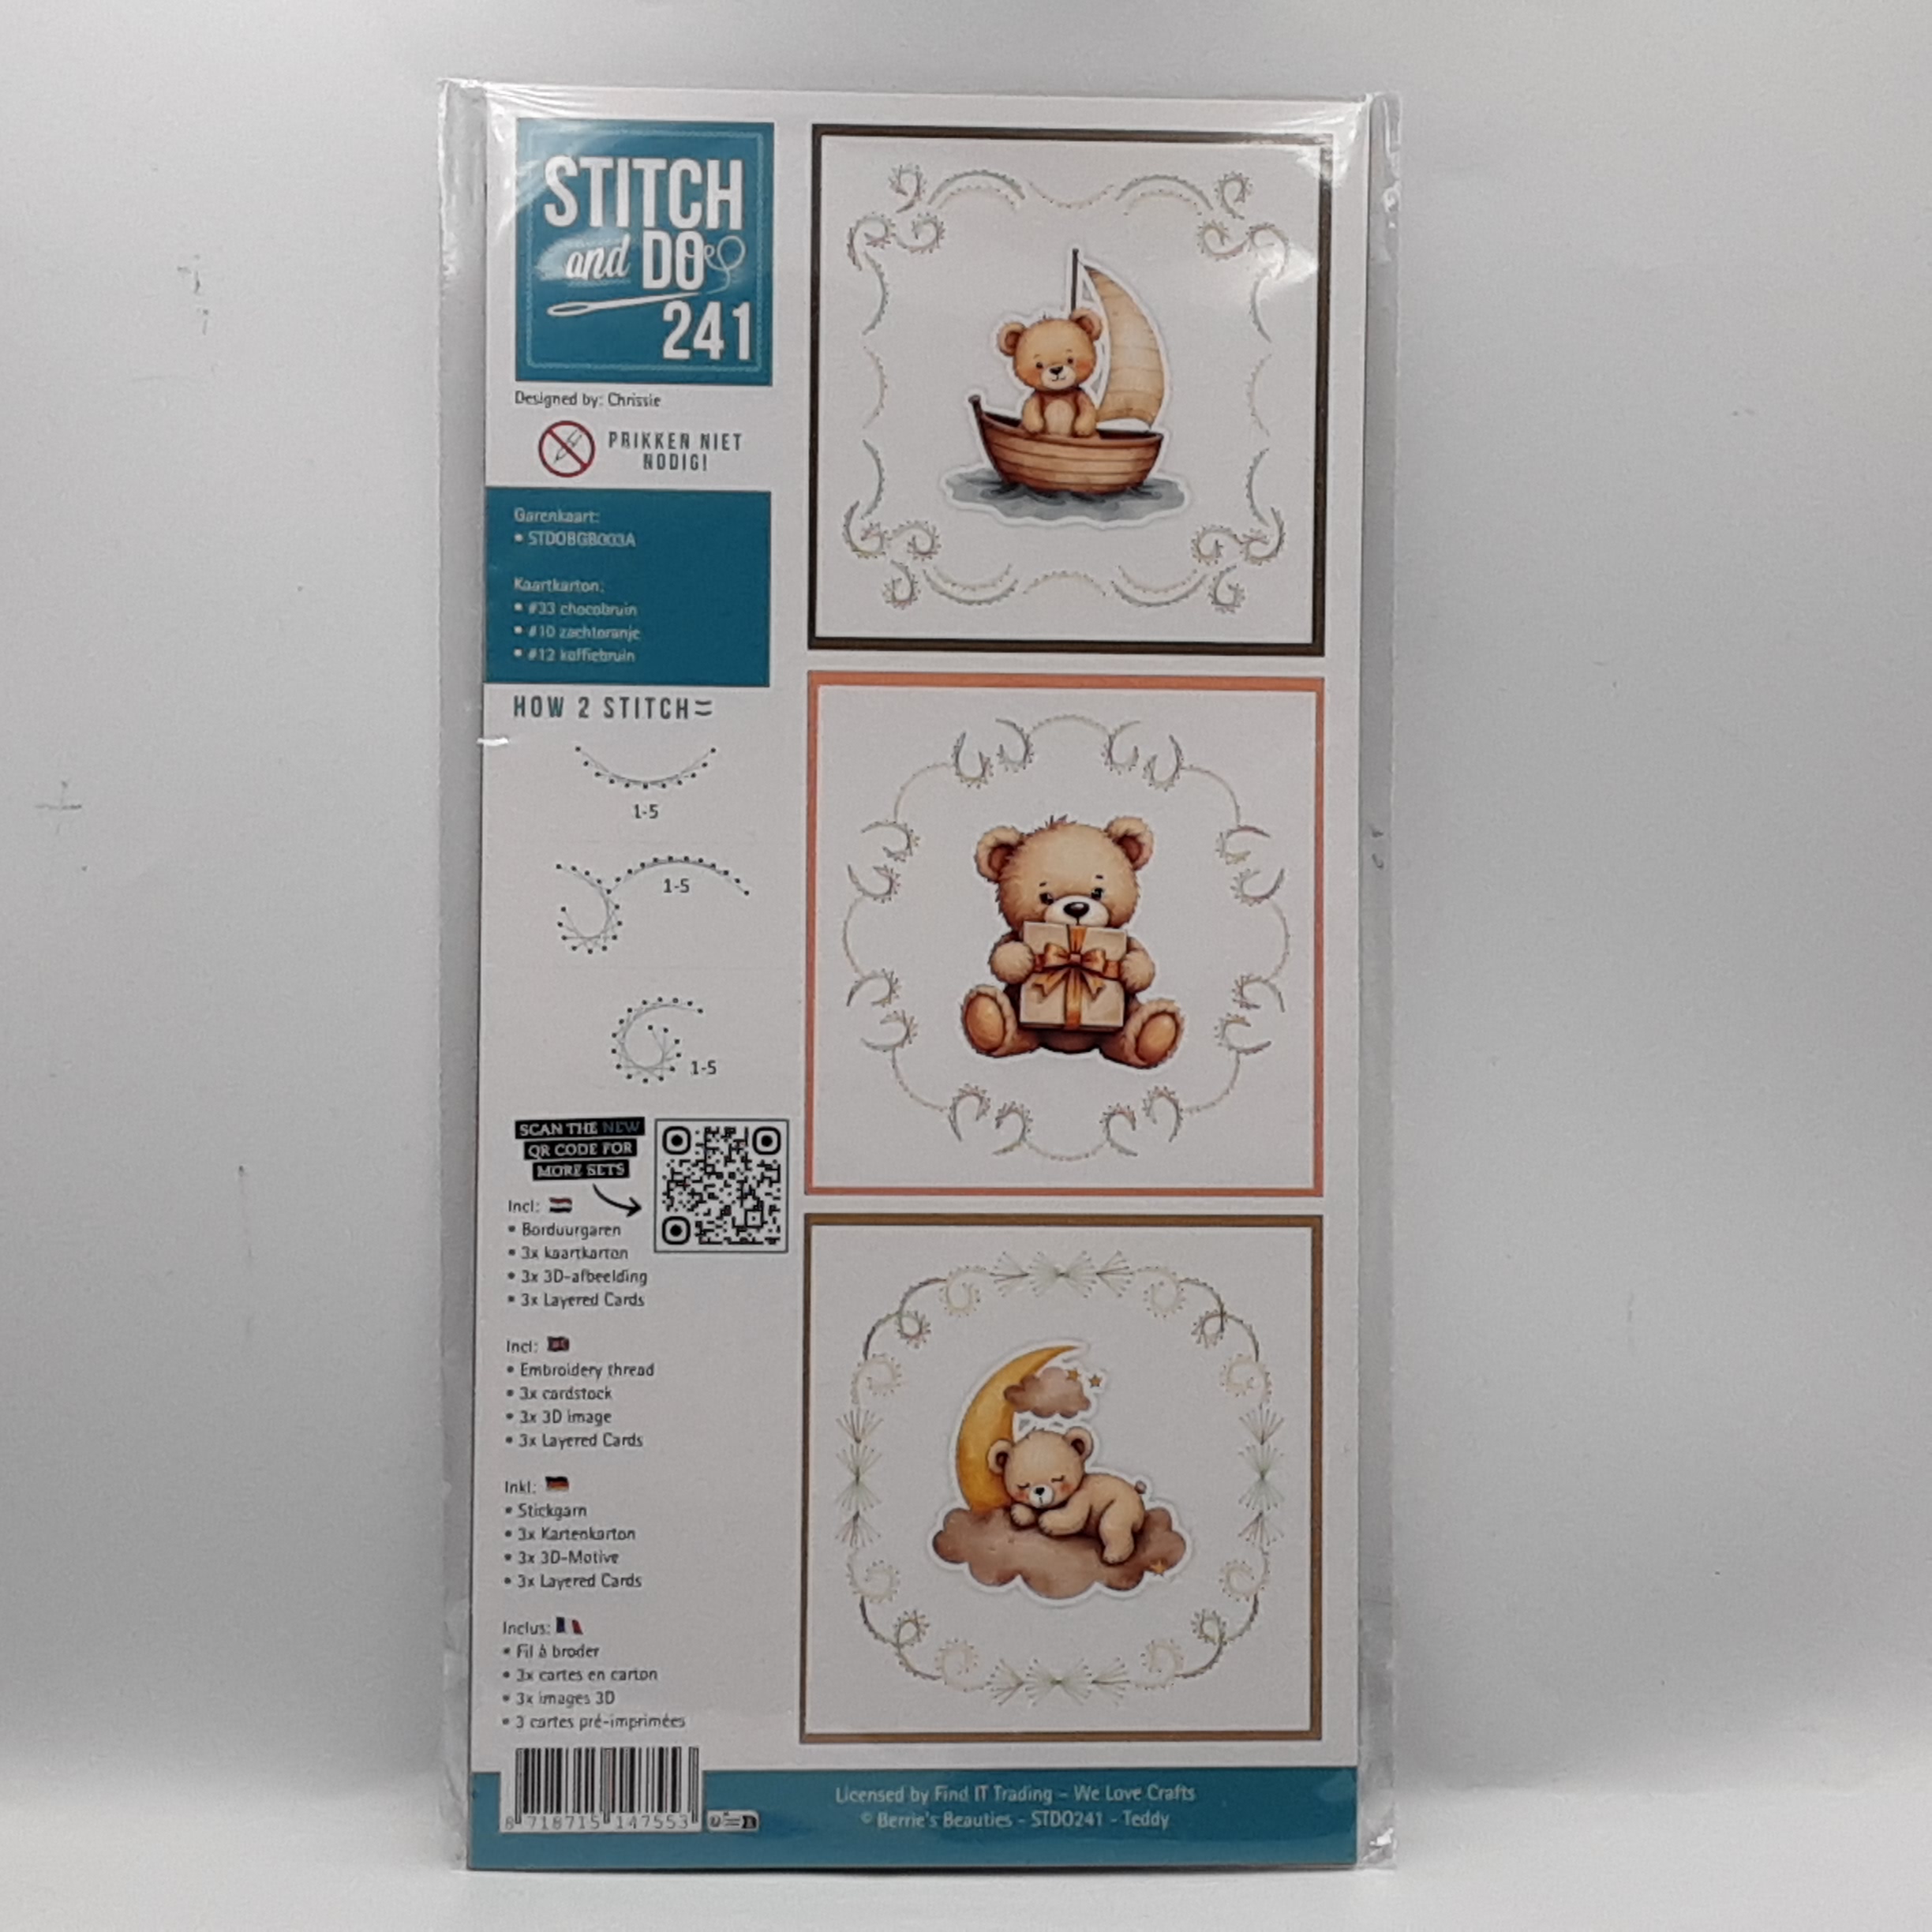 STITCH
and DO
241
Designed by: Chrissie
PRIKKEN NIET
NODIG!
Garenkaart:
• STDOBGB003A
Kaartkarton:
• #33 chocobruin
• #10 zachtoranje
• #12 koffiebruin
HOW 2 STITCH
1-5
1-5
1-5
SCAN THE NEW
QR CODE FOR
MORE SETS
Incl:
• Borduurgaren
• 3x kaartkarton
• 3x 3D-afbeelding
• 3x Layered Cards
Incl:
• Embroidery thread
• 3x cardstock
• 3x 3D image
• 3x Layered Cards
Inkl:
• Stickgarn
• 3x Kartenkarton
• 3x 3D-Motive
• 3x Layered Cards
Inclus:
• Fil à broder
• 3x cartes en carton
• 3x images 3D
• 3 cartes pré-imprimées
8 718715 147553
Licensed by Find IT Trading - We Love Crafts
© Berrie's Beauties - STDO241 - Teddy